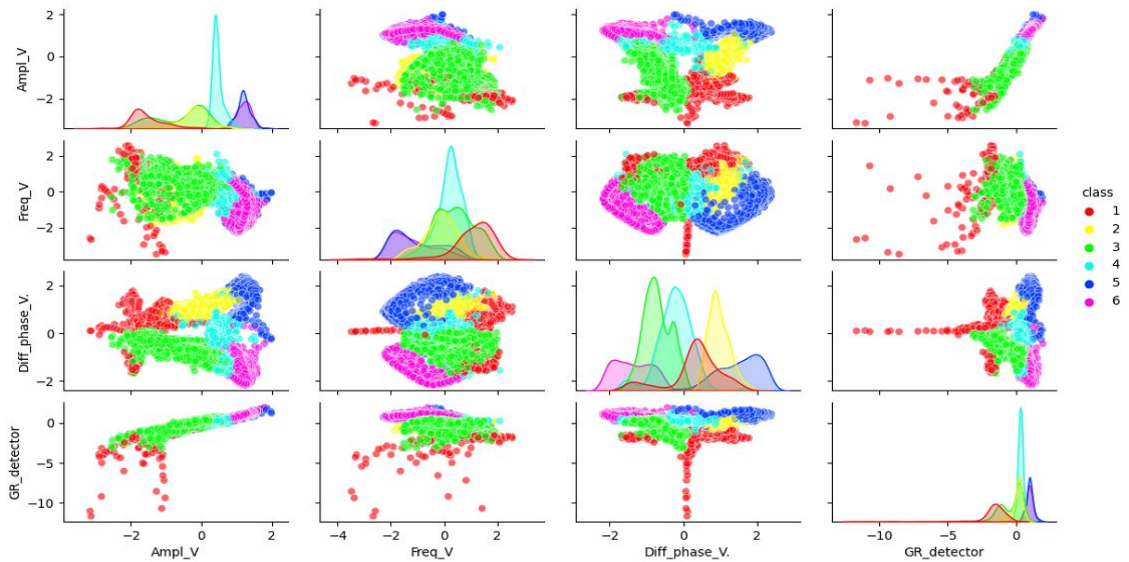 Ampl_V
0
−2
Freq_V
2
0
−2
class
1
2
3
4
5
6
Diff_phase_V.
2
0
−2
GR_detector
0
−5
−10
−4 −2 0 2
−4 −2 0 2
−2 0 2
−10 −5 0
Ampl_V Freq_V Diff_phase_V. GR_detector